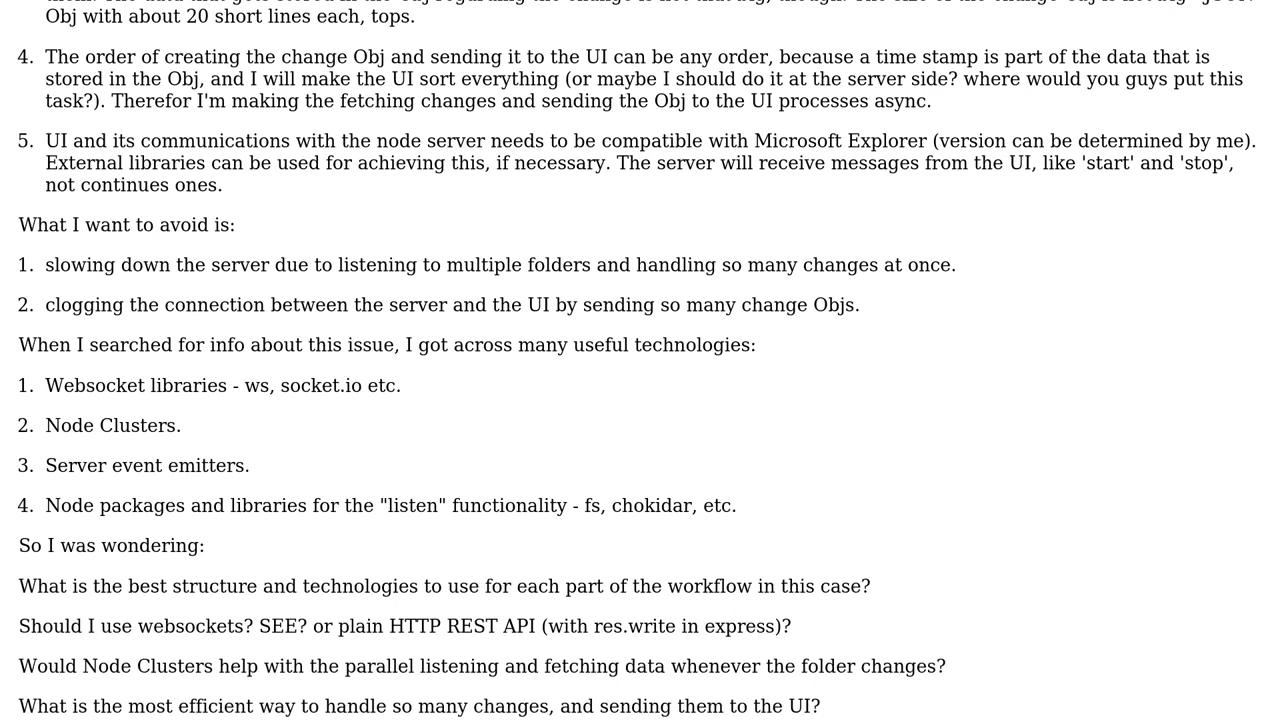 Obj with about 20 short lines each, tops.
4. The order of creating the change Obj and sending it to the UI can be any order, because a time stamp is part of the data that is
stored in the Obj, and I will make the UI sort everything (or maybe I should do it at the server side? where would you guys put this
task?). Therefor I'm making the fetching changes and sending the Obj to the UI processes async.
5. UI and its communications with the node server needs to be compatible with Microsoft Explorer (version can be determined by me).
External libraries can be used for achieving this, if necessary. The server will receive messages from the UI, like 'start' and 'stop',
not continues ones.
What I want to avoid is:
1. slowing down the server due to listening to multiple folders and handling so many changes at once.
2. clogging the connection between the server and the UI by sending so many change Objs.
When I searched for info about this issue, I got across many useful technologies:
1. Websocket libraries - ws, socket.io etc.
2. Node Clusters.
3. Server event emitters.
4. Node packages and libraries for the "listen" functionality - fs, chokidar, etc.
So I was wondering:
What is the best structure and technologies to use for each part of the workflow in this case?
Should I use websockets? SEE? or plain HTTP REST API (with res.write in express)?
Would Node Clusters help with the parallel listening and fetching data whenever the folder changes?
What is the most efficient way to handle so many changes, and sending them to the UI?